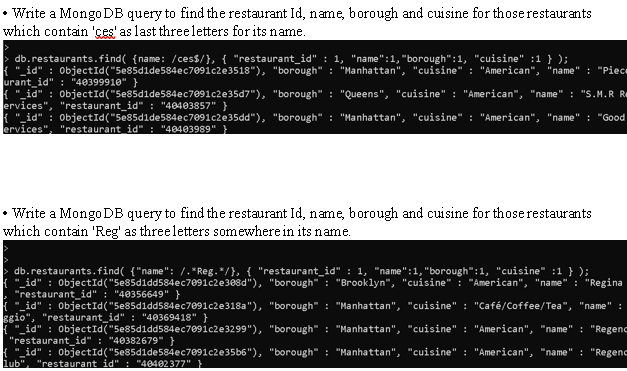 • Write a MongoDB query to find the restaurant Id, name, borough and cuisine for those restaurants
which contain 'ces' as last three letters for its name.
>
> db.restaurants.find( {name: /ces$/}, { "restaurant_id" : 1, "name":1,"borough":1, "cuisine" :1 } );
{ "_id" : ObjectId("5e85d1de584ec7091c2e3518"), "borough" : "Manhattan", "cuisine" : "American", "name" : "Piec
urant_id" : "40399910" }
{ "_id" : ObjectId("5e85d1de584ec7091c2e35d7"), "borough" : "Queens", "cuisine" : "American", "name" : "S.M.R Re
ervices", "restaurant_id" : "40403857" }
{ "_id" : ObjectId("5e85d1de584ec7091c2e35dd"), "borough" : "Manhattan", "cuisine" : "American", "name" : "Good
ervices", "restaurant_id" : "40403989" }
• Write a MongoDB query to find the restaurant Id, name, borough and cuisine for those restaurants
which contain 'Reg' as three letters somewhere in its name.
>
>
> db.restaurants.find( {"name": /.*Reg.*/}, { "restaurant_id" : 1, "name":1,"borough":1, "cuisine" :1 } );
{ "_id" : ObjectId("5e85d1de584ec7091c2e308d"), "borough" : "Brooklyn", "cuisine" : "American", "name" : "Regina
, "restaurant_id" : "40356649" }
{ "_id" : ObjectId("5e85d1de584ec7091c2e318a"), "borough" : "Manhattan", "cuisine" : "Café/Coffee/Tea", "name" :
ggio", "restaurant_id" : "40369418" }
{ "_id" : ObjectId("5e85d1de584ec7091c2e3299"), "borough" : "Manhattan", "cuisine" : "American", "name" : "Regenc
"restaurant_id" : "40382679" }
{ "_id" : ObjectId("5e85d1de584ec7091c2e35b6"), "borough" : "Manhattan", "cuisine" : "American", "name" : "Regenc
lub", "restaurant_id" : "40402377" }